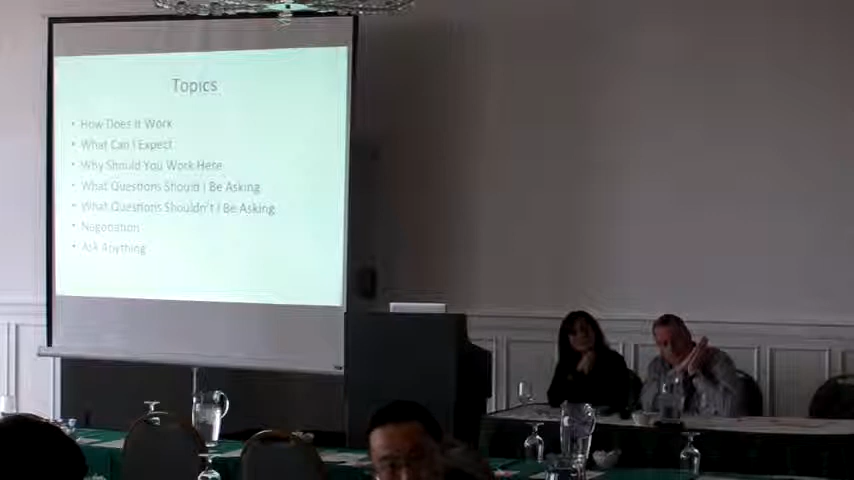 Topics
• How Does it Work
• What Can I Expect
• Why Should You Work Here
• What Questions Should I Be Asking
• What Questions Shouldn't I Be Asking
• Negotiation
• Ask Anything